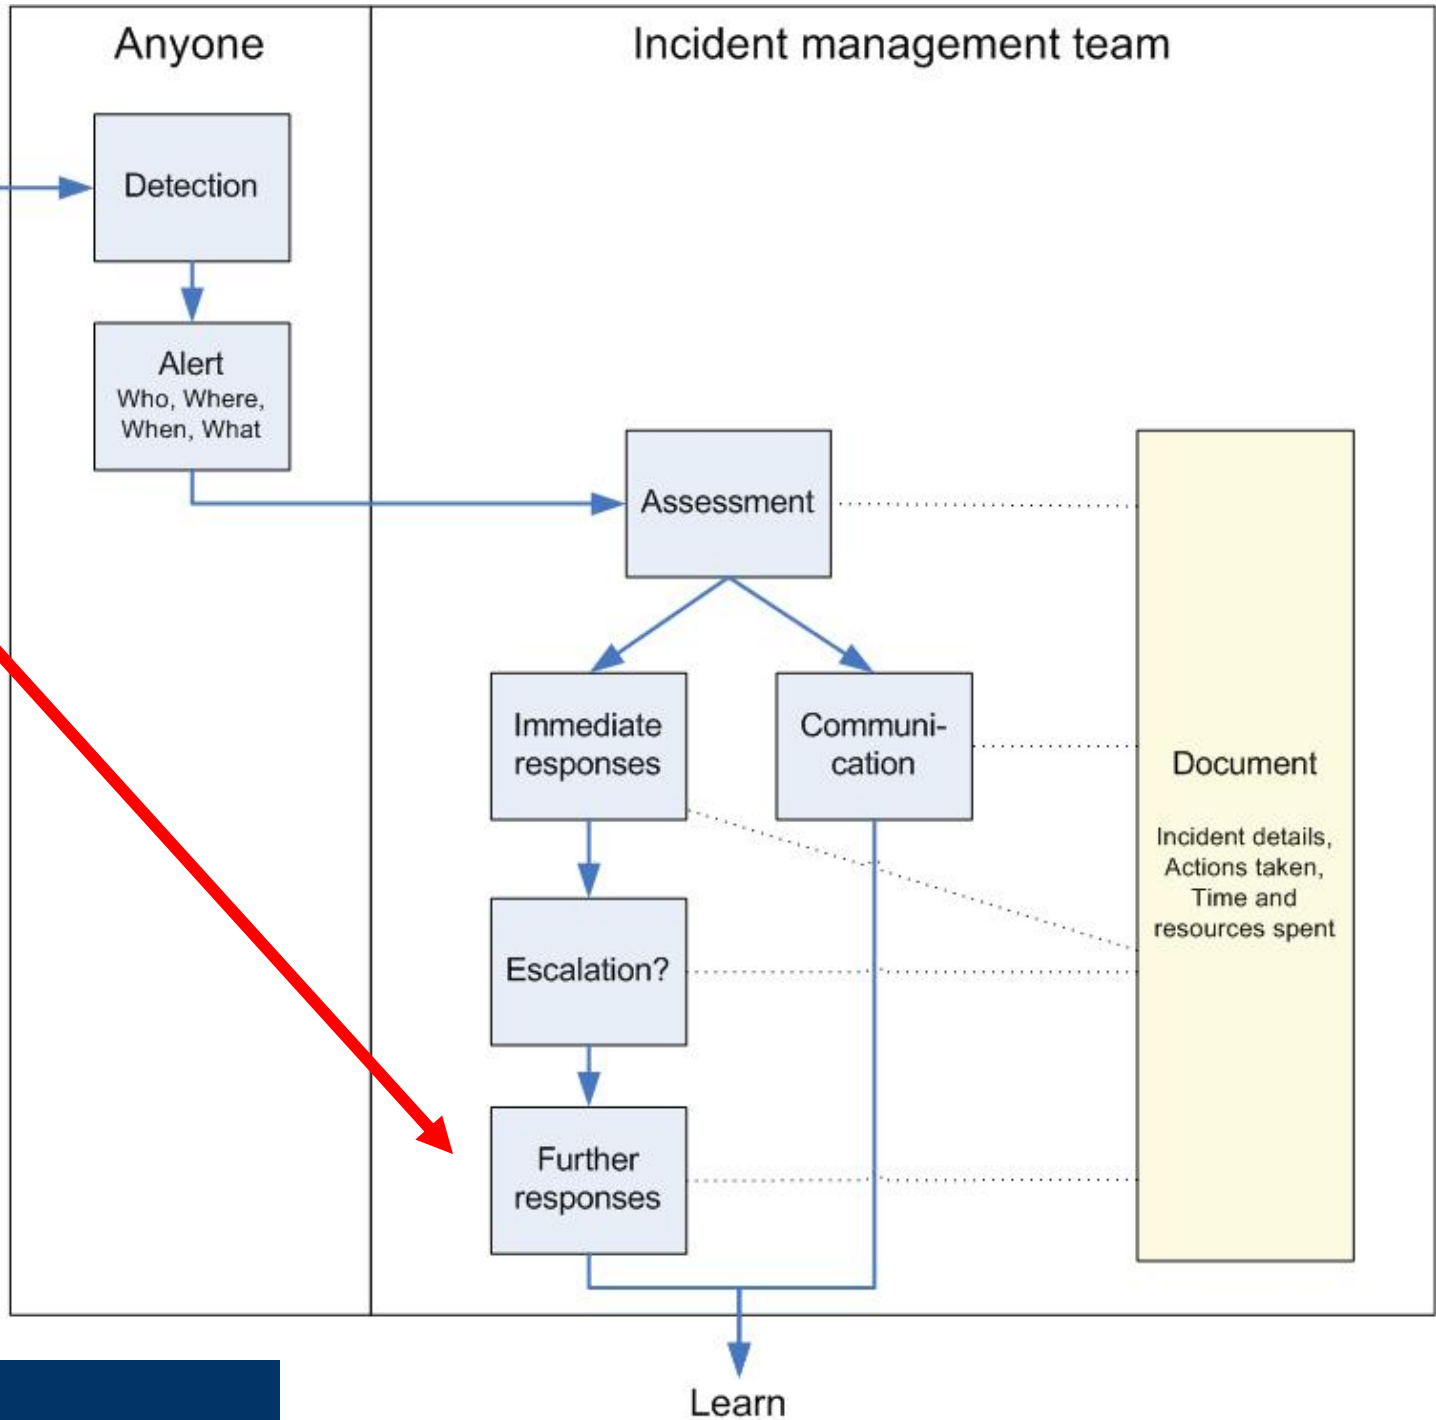 Anyone
Incident management team
Detection
Alert
Who, Where,
When, What
Assessment
Immediate
responses
Communi-
cation
Document
Incident details,
Actions taken,
Time and
resources spent
Escalation?
Further
responses
Learn